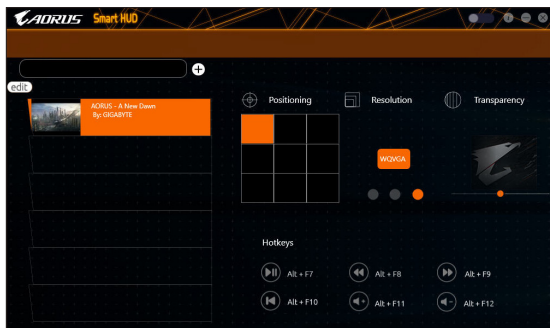 AORUS Smart HUD
edit
AORUS - A New Dawn
By: GIGABYTE
Positioning
Resolution
Transparency
WQVGA
Hotkeys
Alt + F7
Alt + F8
Alt + F9
Alt + F10
Alt + F11
Alt + F12